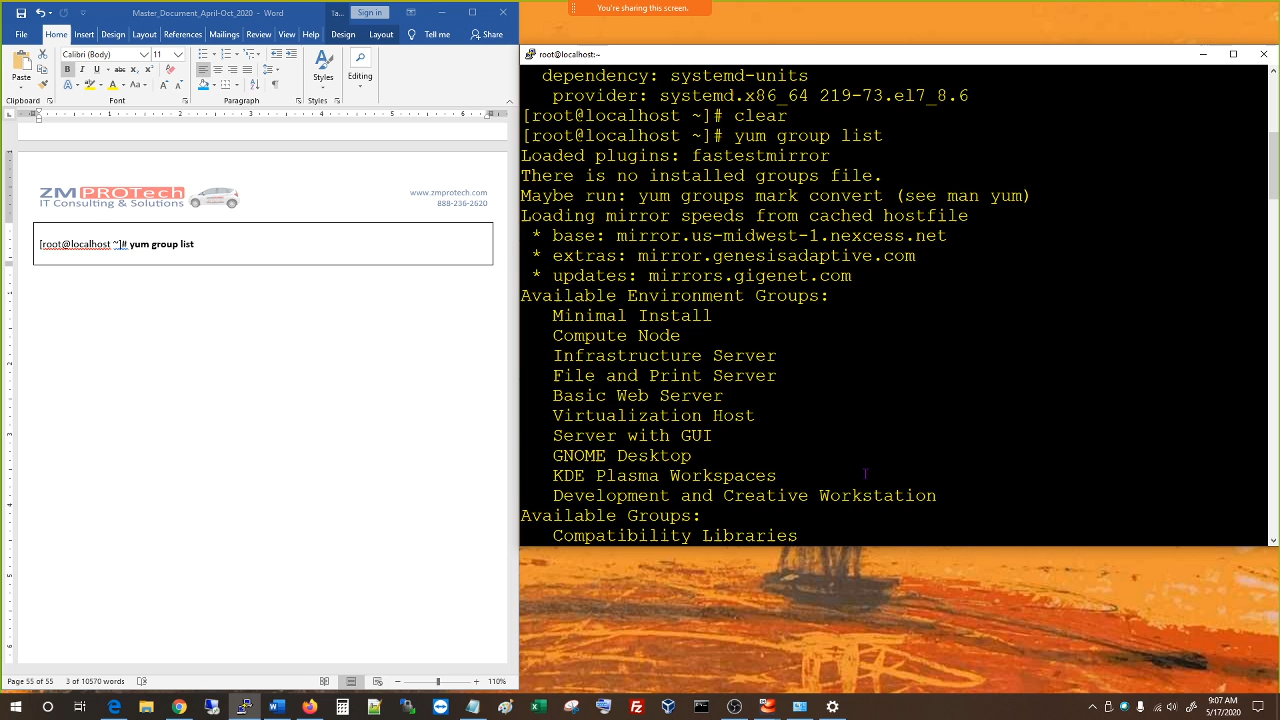 You're sharing this screen.
Master_Document_April-Oct_2020 - Word
Ta...
Sign in
File Home Insert Design Layout References Mailings Review View Help Design Layout Tell me Share
Paste
Calibri (Body) 11
Styles
Editing
Clipboard
Font
Paragraph
Styles
ZM PROTech
IT Consulting & Solutions
www.zmprotech.com
888-236-2620
[root@localhost ~]# yum group list
Page 55 of 55 3 of 10570 words
110%
root@localhost:~
dependency: systemd-units
provider: systemd.x86_64 219-73.el7_8.6
[root@localhost ~]# clear
[root@localhost ~]# yum group list
Loaded plugins: fastestmirror
There is no installed groups file.
Maybe run: yum groups mark convert (see man yum)
Loading mirror speeds from cached hostfile
* base: mirror.us-midwest-1.nexcess.net
* extras: mirror.genesisadaptive.com
* updates: mirrors.gigenet.com
Available Environment Groups:
Minimal Install
Compute Node
Infrastructure Server
File and Print Server
Basic Web Server
Virtualization Host
Server with GUI
GNOME Desktop
KDE Plasma Workspaces
Development and Creative Workstation
Available Groups:
Compatibility Libraries
9:07 AM
5/17/2020